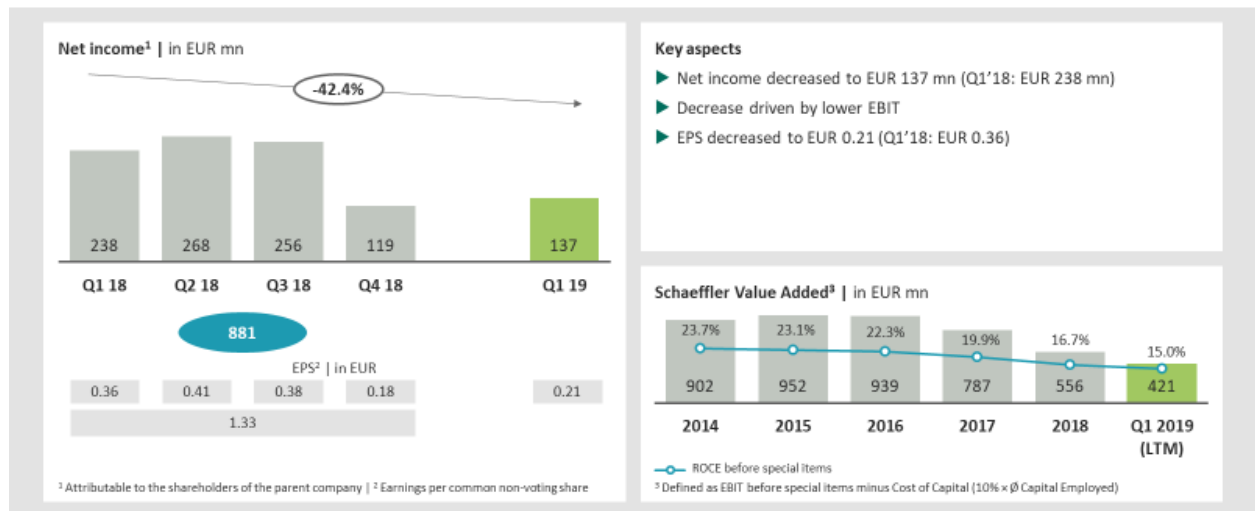 Net income¹ | in EUR mn
-42.4%
238 268 256 119 137
Q1 18 Q2 18 Q3 18 Q4 18 Q1 19
881
EPS² | in EUR
0.36 0.41 0.38 0.18 0.21
1.33
¹ Attributable to the shareholders of the parent company | ² Earnings per common non-voting share
Key aspects
Net income decreased to EUR 137 mn (Q1'18: EUR 238 mn)
Decrease driven by lower EBIT
EPS decreased to EUR 0.21 (Q1'18: EUR 0.36)
Schaeffler Value Added³ | in EUR mn
23.7% 23.1% 22.3% 19.9% 16.7% 15.0%
902 952 939 787 556 421
2014 2015 2016 2017 2018 Q1 2019
(LTM)
ROCE before special items
³ Defined as EBIT before special items minus Cost of Capital (10% × Ø Capital Employed)